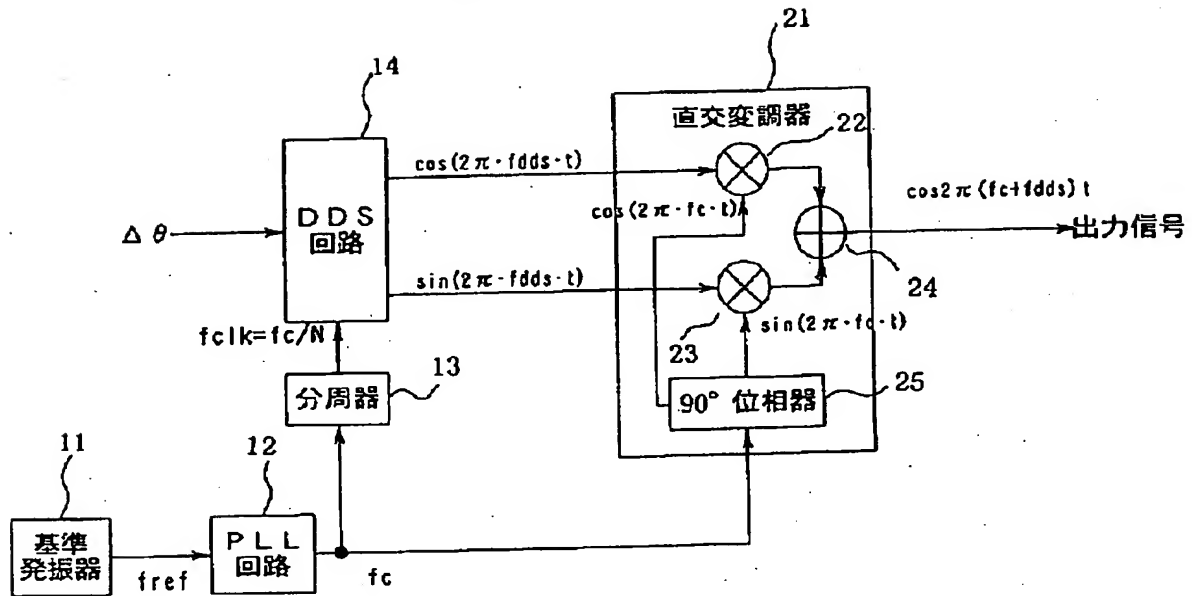 21
14
直交変調器
22
cos(2π·fdds·t)
cos2π(fc+fdds)t
DDS
回路
cos(2π·fc·t)
Δθ
出力信号
sin(2π·fdds·t)
24
sin(2π·fc·t)
fclk=fc/N
23
13
分周器
90° 位相器
25
11
12
基準
発振器
PLL
回路
fref
fc